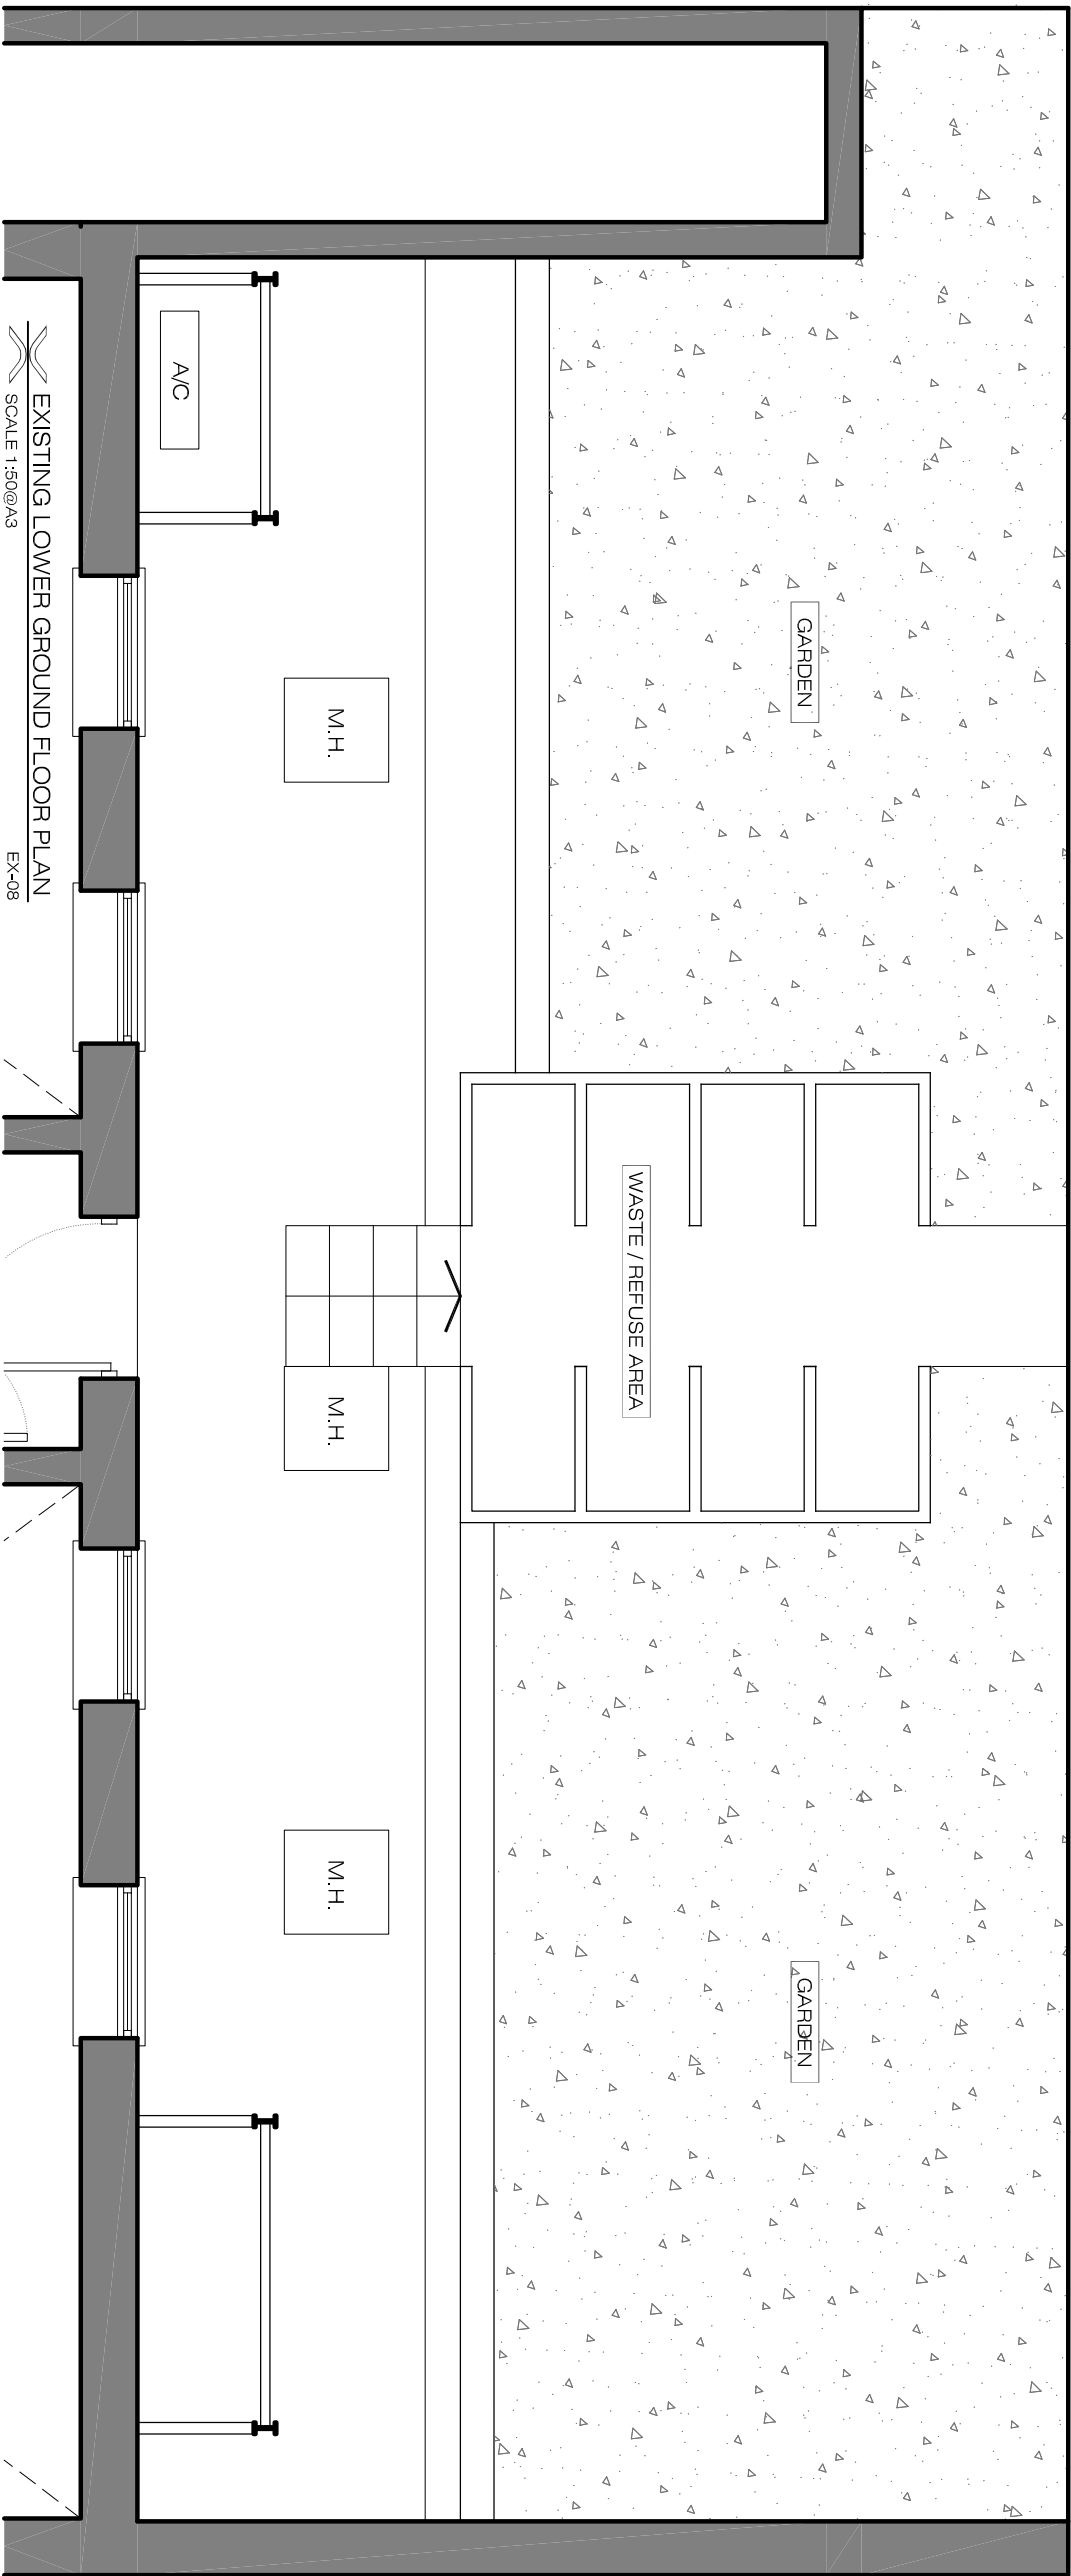 GARDEN
GARDEN
WASTE / REFUSE AREA
M.H.
M.H.
M.H.
A/C
EXISTING LOWER GROUND FLOOR PLAN
SCALE 1:50@A3
EX-08